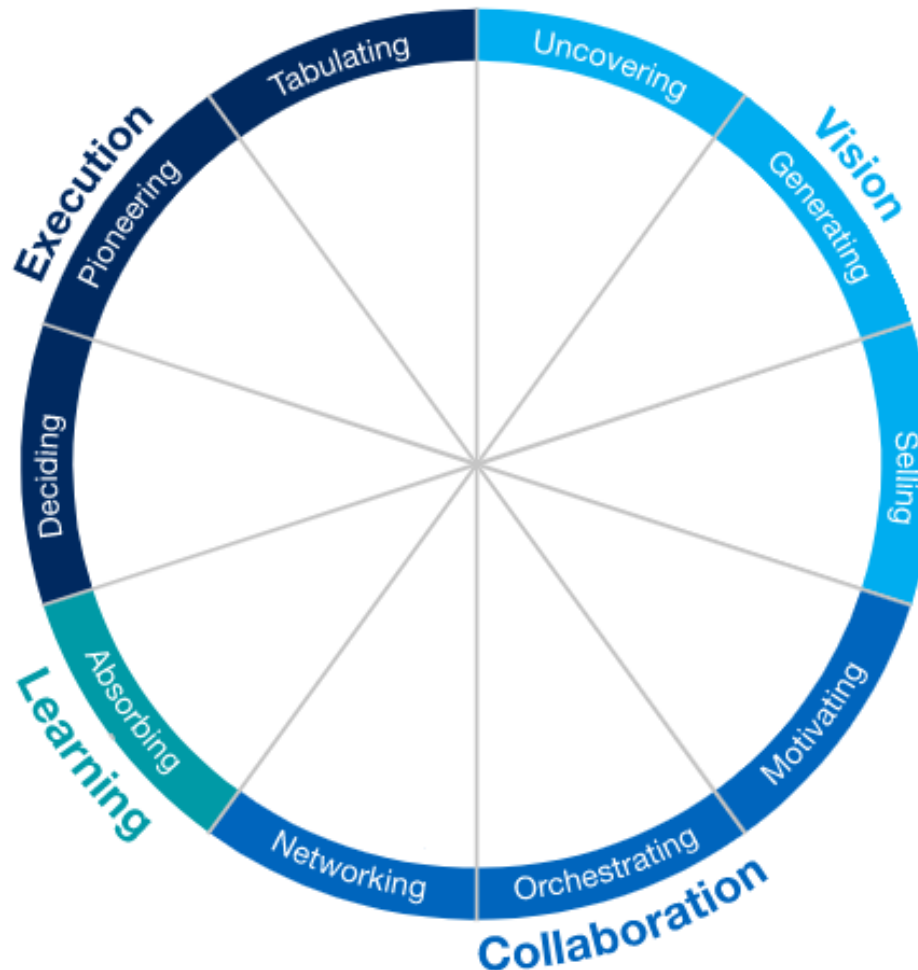 Uncovering
Vision
Generating
Selling
Motivating
Collaboration
Orchestrating
Networking
Learning
Absorbing
Deciding
Execution
Pioneering
Tabulating